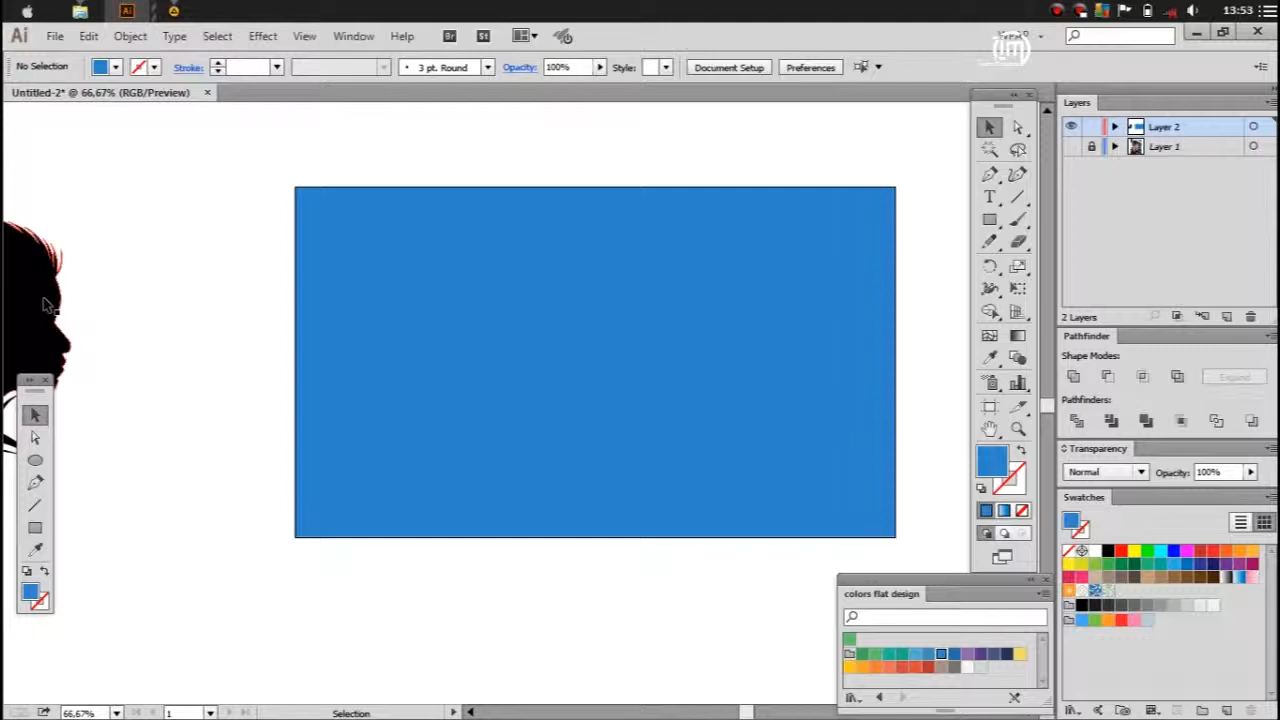 13:53
Ai File Edit Object Type Select Effect View Window Help Br St
No Selection Stroke: 3 pt. Round Opacity: 100% Style: Document Setup Preferences
Untitled-2* @ 66,67% (RGB/Preview)
Layers
Layer 2
Layer 1
2 Layers
Pathfinder
Shape Modes:
Expand
Pathfinders:
Transparency
Normal Opacity: 100%
Swatches
colors flat design
66,67% 1 Selection